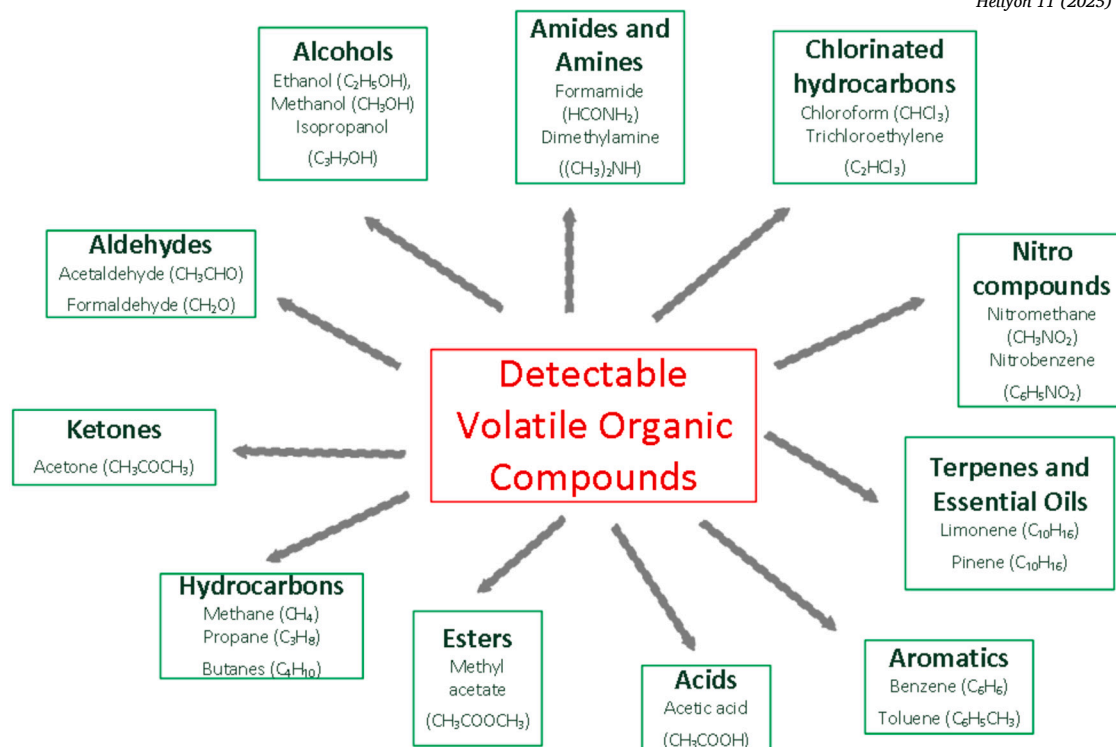 Heliyon 11 (2025)
Alcohols
Ethanol (C₂H₅OH),
Methanol (CH₃OH)
Isopropanol
(C₃H₇OH)
Amides and
Amines
Formamide
(HCONH₂)
Dimethylamine
((CH₃)₂NH)
Chlorinated
hydrocarbons
Chloroform (CHCl₃)
Trichloroethylene
(C₂HCl₃)
Aldehydes
Acetaldehyde (CH₃CHO)
Formaldehyde (CH₂O)
Nitro
compounds
Nitromethane
(CH₃NO₂)
Nitrobenzene
(C₆H₅NO₂)
Detectable
Volatile Organic
Compounds
Ketones
Acetone (CH₃COCH₃)
Terpenes and
Essential Oils
Limonene (C₁₀H₁₆)
Pinene (C₁₀H₁₆)
Hydrocarbons
Methane (CH₄)
Propane (C₃H₈)
Butanes (C₄H₁₀)
Esters
Methyl
acetate
(CH₃COOCH₃)
Acids
Acetic acid
(CH₃COOH)
Aromatics
Benzene (C₆H₆)
Toluene (C₆H₅CH₃)